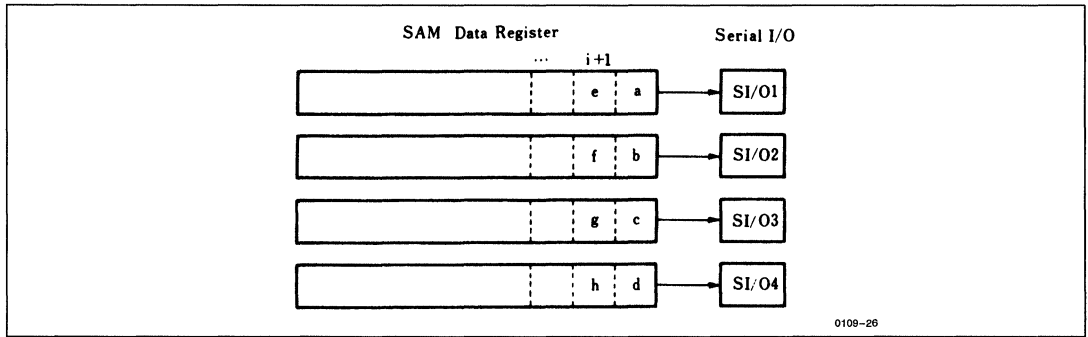 SAM Data Register Serial I/O
... i+1
e a SI/O1
f b SI/O2
g c SI/O3
h d SI/O4
0109-26